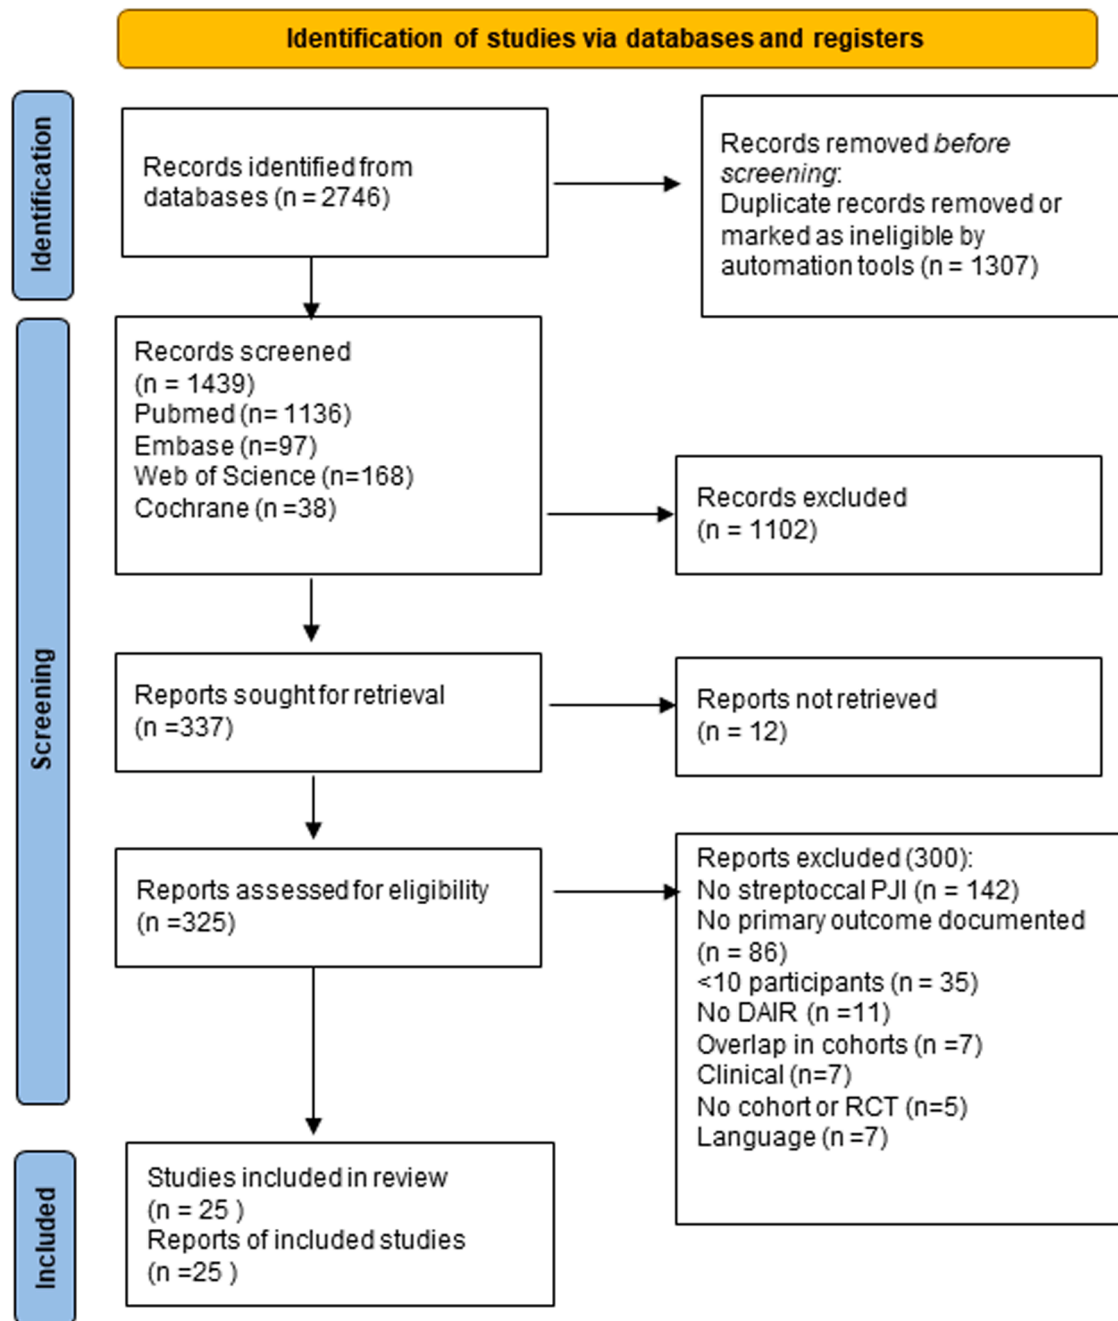 Identification of studies via databases and registers
Identification
Records identified from
databases (n = 2746)
Records removed before
screening:
Duplicate records removed or
marked as ineligible by
automation tools (n = 1307)
Screening
Records screened
(n = 1439)
Pubmed (n= 1136)
Embase (n=97)
Web of Science (n=168)
Cochrane (n =38)
Records excluded
(n = 1102)
Reports sought for retrieval
(n =337)
Reports not retrieved
(n = 12)
Reports assessed for eligibility
(n =325)
Reports excluded (300):
No streptoccal PJI (n = 142)
No primary outcome documented
(n = 86)
<10 participants (n = 35)
No DAIR (n =11)
Overlap in cohorts (n =7)
Clinical (n=7)
No cohort or RCT (n=5)
Language (n =7)
Included
Studies included in review
(n = 25 )
Reports of included studies
(n =25 )